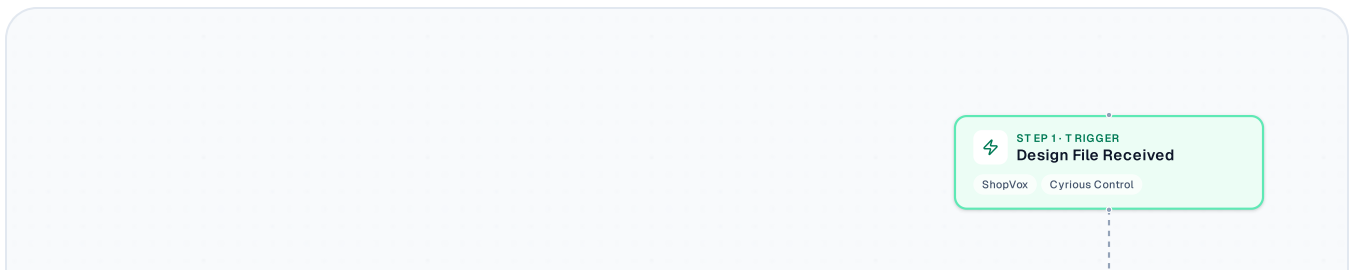 STEP 1 · TRIGGER
Design File Received
ShopVox Cyrious Control